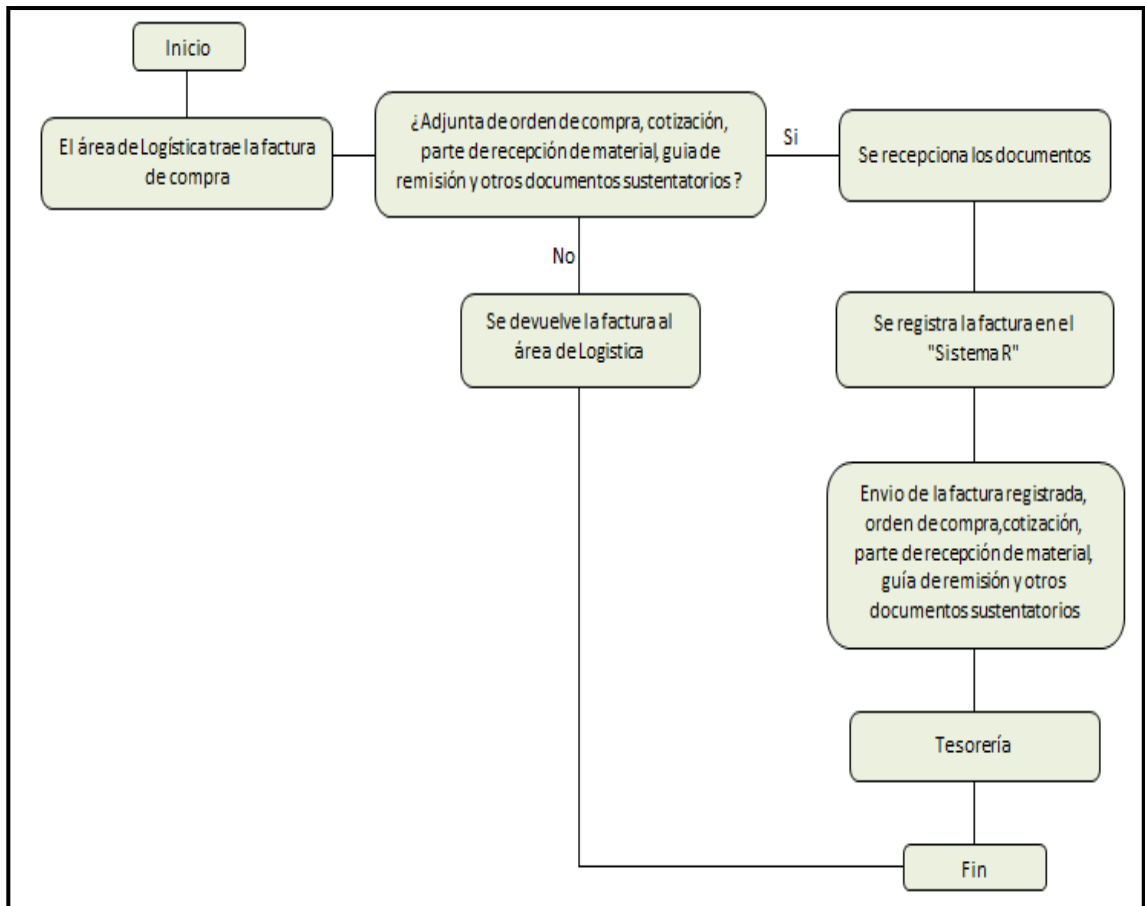 Inicio
El área de Logística trae la factura
de compra
¿Adjunta de orden de compra, cotización,
parte de recepción de material, guia de
remisión y otros documentos sustentatorios ?
Si
Se recepciona los documentos
No
Se devuelve la factura al
área de Logistica
Se registra la factura en el
"Sistema R"
Envio de la factura registrada,
orden de compra,cotización,
parte de recepción de material,
guía de remisión y otros
documentos sustentatorios
Tesorería
Fin